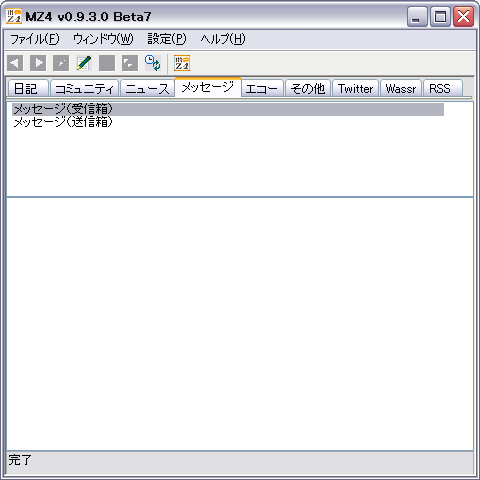 MZ4 v0.9.3.0 Beta7
ファイル(F) ウィンドウ(W) 設定(P) ヘルプ(H)
MZ4
日記 コミュニティ ニュース メッセージ エコー その他 Twitter Wassr RSS
メッセージ(受信箱)
メッセージ(送信箱)
完了